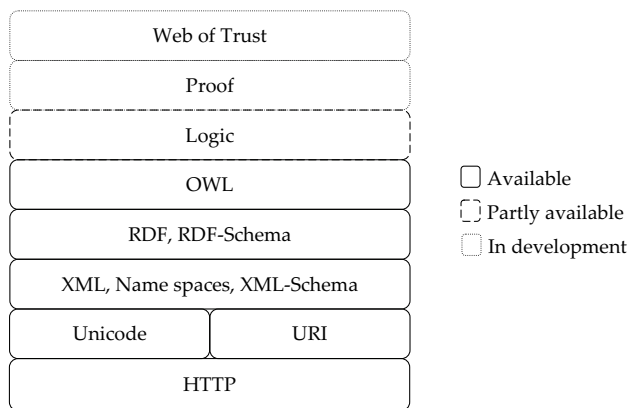 Web of Trust
Proof
Logic
OWL
RDF, RDF-Schema
XML, Name spaces, XML-Schema
Unicode
URI
HTTP
Available
Partly available
In development